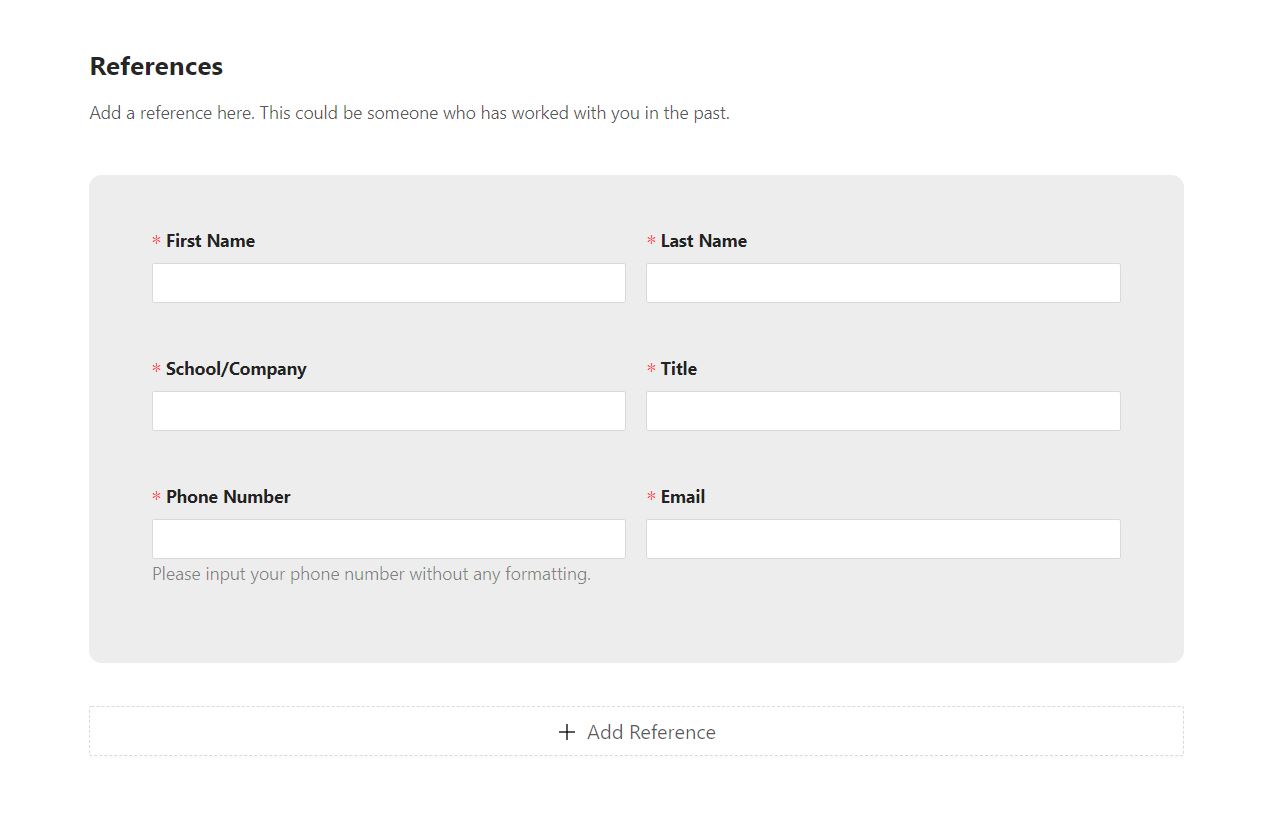 References
Add a reference here. This could be someone who has worked with you in the past.
* First Name
* Last Name
* School/Company
* Title
* Phone Number
* Email
Please input your phone number without any formatting.
+ Add Reference